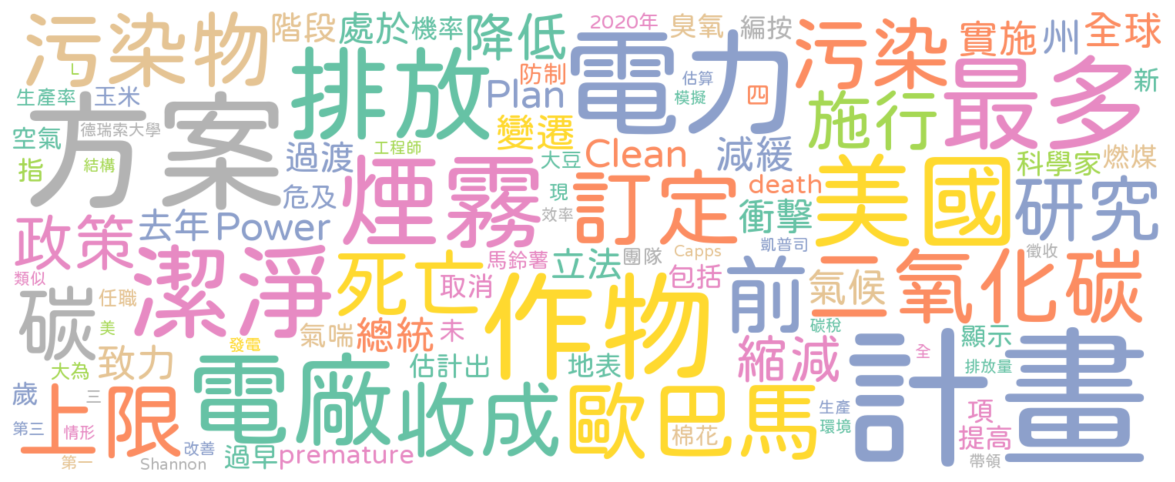 污染物
階段
處於
機率
降低
2020年
臭氧
編按
污染
實施
州
全球
排放
電力
L
防制
Plan
估算
模擬
四
最多
新
生產率
玉米
方案
空氣
德瑞索大學
指
結構
過渡
工程師
變遷
大豆
Clean
減緩
施行
科學家
燃煤
煙霧
危及
現
效率
訂定
death
衝擊
美國
研究
政策
去年
Power
凱普司
徵收
類似
潔淨
死亡
馬鈴薯
取消
立法
團隊
Capps
包括
前
氣候
二氧化碳
碳
任職
美
作物
氣喘
總統
未
發電
碳稅
顯示
全
排放量
大為
致力
電廠
估計出
地表
縮減
計畫
歲
三
上限
收成
歐巴馬
生產
環境
項
提高
第三
情形
改善
棉花
第一
Shannon
過早
premature
帶領